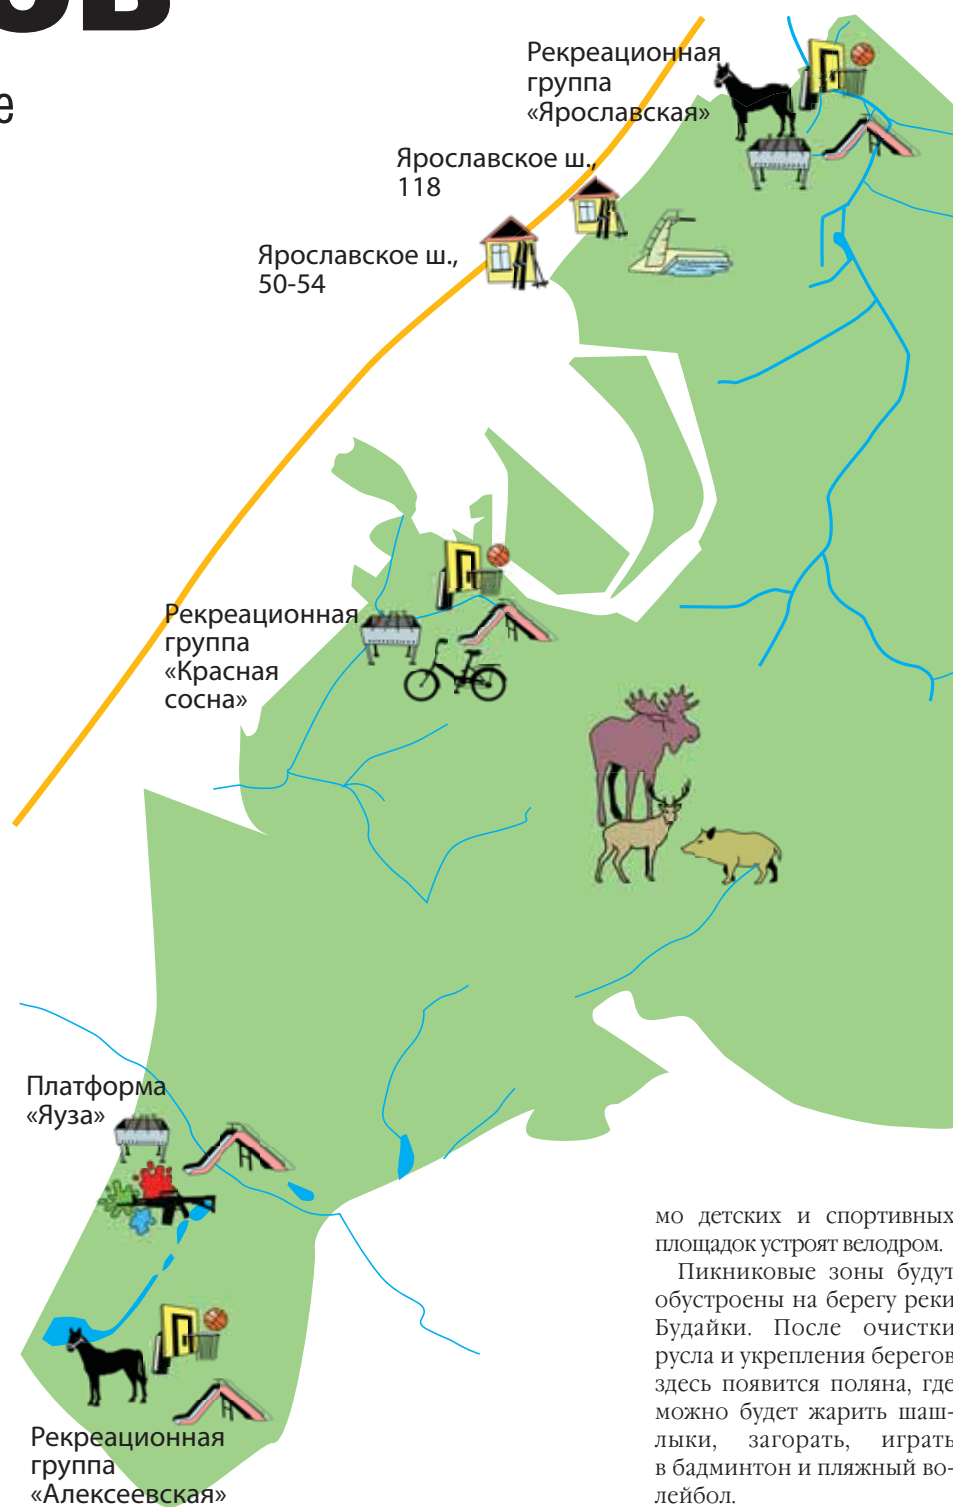 е
Рекреационная
группа
«Ярославская»
Ярославское ш.,
118
Ярославское ш.,
50-54
Рекреационная
группа
«Красная
сосна»
Платформа
«Яуза»
Рекреационная
группа
«Алексеевская»
мо детских и спортивных
площадок устроят велодром.
Пикниковые зоны будут
обустроены на берегу реки
Будайки. После очистки
русла и укрепления берегов
здесь появится поляна, где
можно будет жарить шаш-
лыки, загорать, играть
в бадминтон и пляжный во-
лейбол.